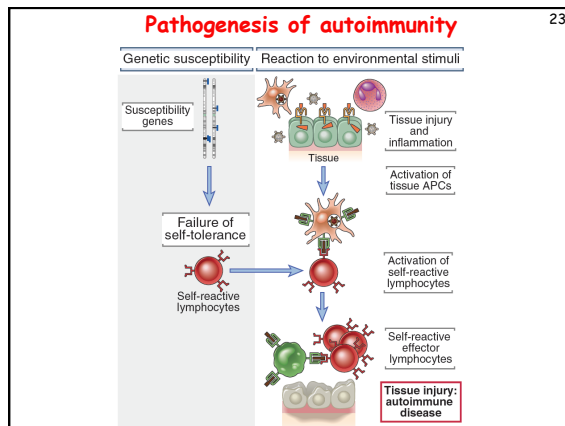 Pathogenesis of autoimmunity
23
Genetic susceptibility
Reaction to environmental stimuli
Susceptibility
genes
Tissue
Tissue injury
and
inflammation
Activation of
tissue APCs
Failure of
self-tolerance
Self-reactive
lymphocytes
Activation of
self-reactive
lymphocytes
Self-reactive
effector
lymphocytes
Tissue injury:
autoimmune
disease